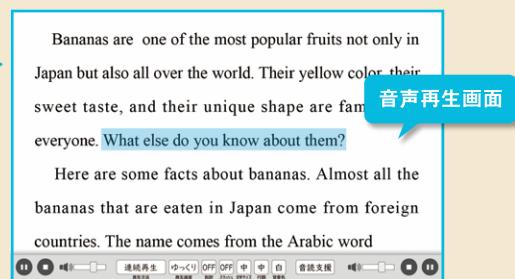 Bananas are one of the most popular fruits not only in
Japan but also all over the world. Their yellow color, their
sweet taste, and their unique shape are
音声再生画面
everyone. What else do you know about them?
Here are some facts about bananas. Almost all the
bananas that are eaten in Japan come from foreign
countries. The name comes from the Arabic word
連続再生 ゆっくり OFF OFF 中 中 白 音読支援